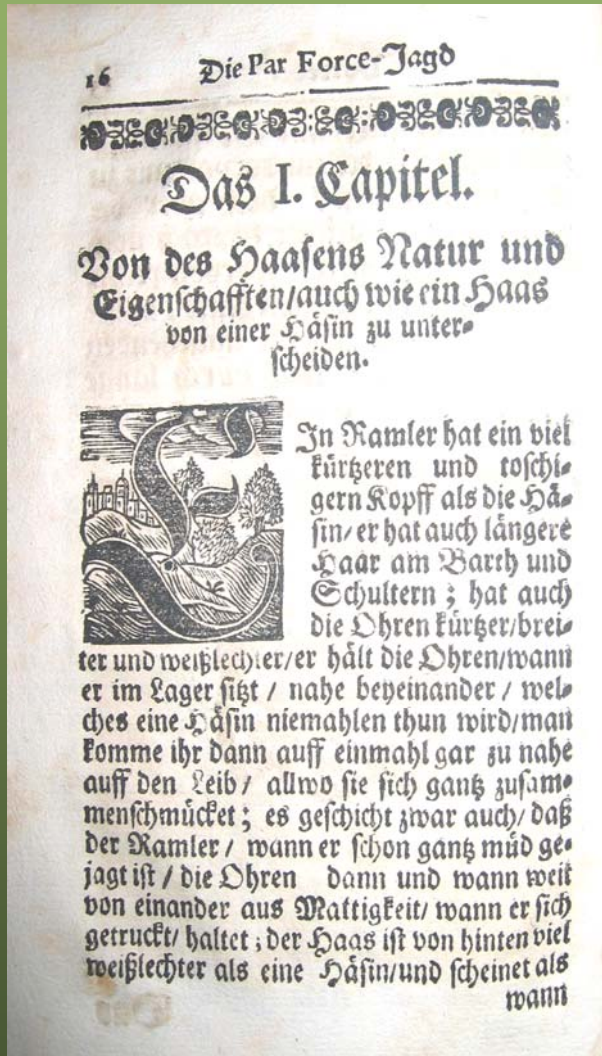 16 Die Par Force-Jagd
Das I. Capitel.
Von des Haasens Natur und
Eigenschafften/auch wie ein Haas
von einer Häsin zu unter-
scheiden.
EIn Ramler hat ein viel
kürtzeren und toschi-
gern Kopff als die Hä-
sin/ er hat auch längere
Haar am Barth und
Schultern; hat auch
die Ohren kürtzer/brei-
ter und weißlechter/er hält die Ohren/wann
er im Lager sitzt / nahe beyeinander / wel-
ches eine Häsin niemahlen thun wird/man
komme ihr dann auff einmahl gar zu nahe
auff den Leib / allwo sie sich gantz zusam-
menschmücket; es geschicht zwar auch/ daß
der Ramler / wann er schon gantz müd ge-
jagt ist / die Ohren dann und wann weit
von einander aus Mattigkeit/ wann er sich
getruckt/ haltet; der Haas ist von hinten viel
weißlechter als eine Häsin/und scheinet als
wann